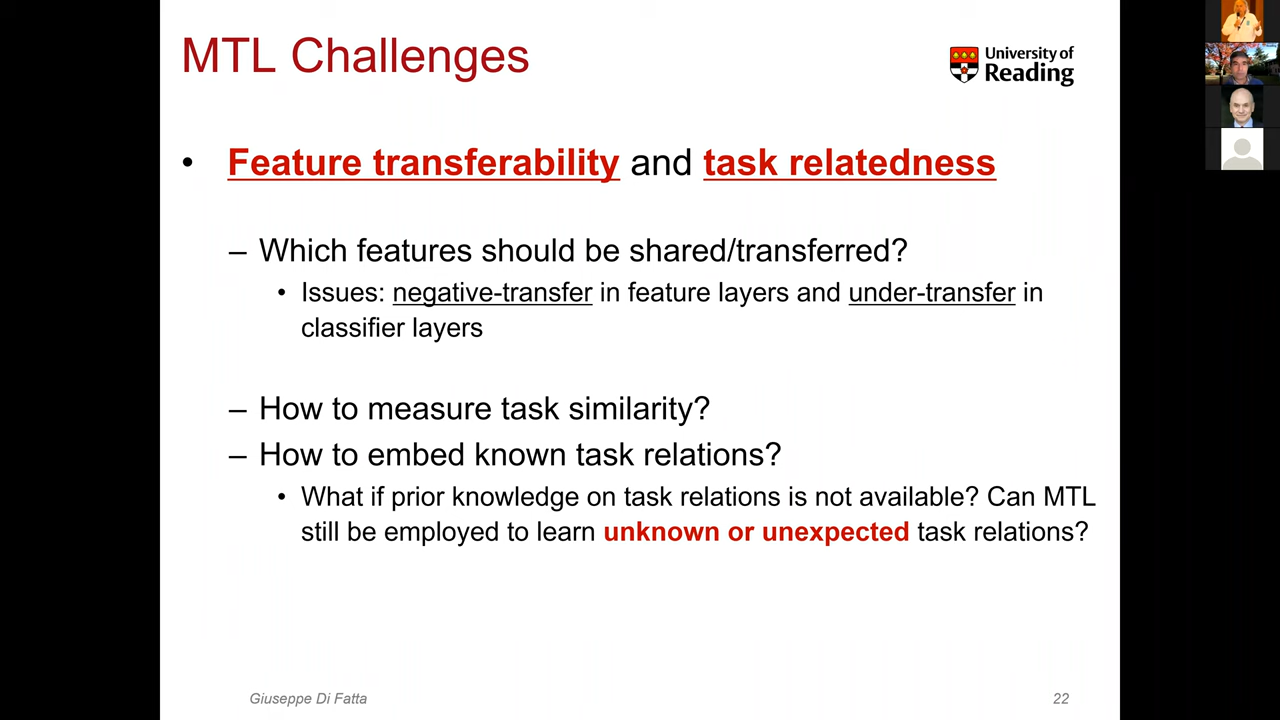 MTL Challenges
University of
Reading
• Feature transferability and task relatedness
– Which features should be shared/transferred?
• Issues: negative-transfer in feature layers and under-transfer in
classifier layers
– How to measure task similarity?
– How to embed known task relations?
• What if prior knowledge on task relations is not available? Can MTL
still be employed to learn unknown or unexpected task relations?
Giuseppe Di Fatta
22